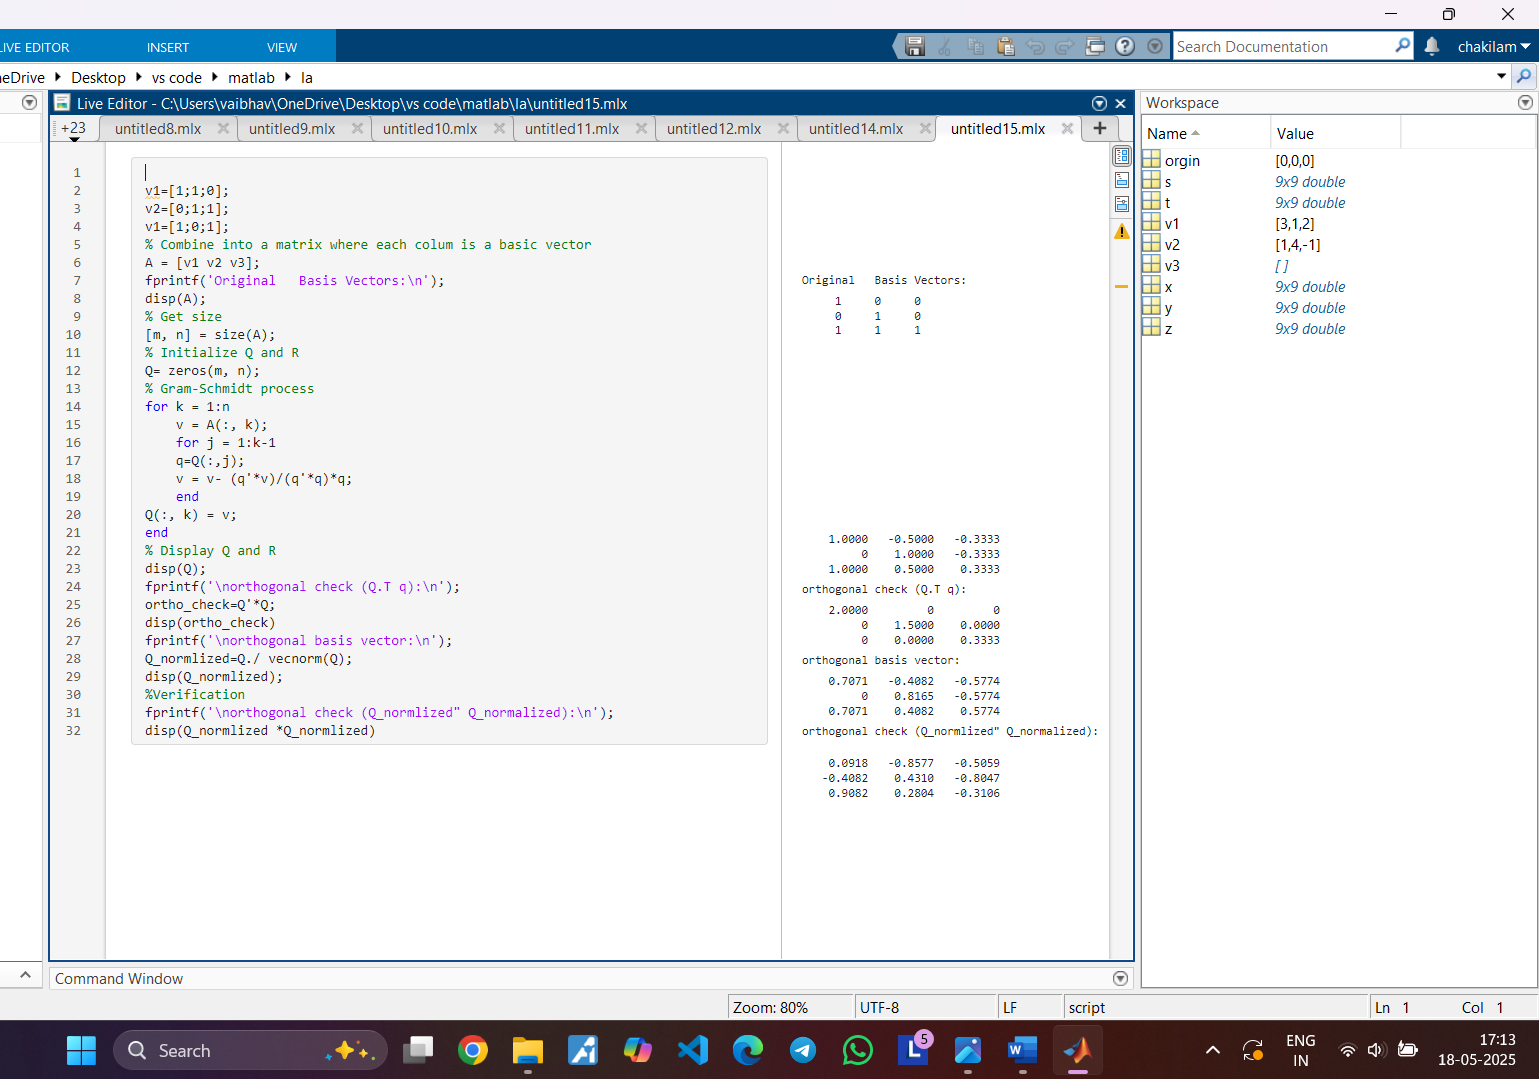 LIVE EDITOR
INSERT
VIEW
Search Documentation
chakilam
neDrive
Desktop
vs code
matlab
la
Live Editor - C:\Users\vaibhav\OneDrive\Desktop\vs code\matlab\la\untitled15.mlx
+23
untitled8.mlx
untitled9.mlx
untitled10.mlx
untitled11.mlx
untitled12.mlx
untitled14.mlx
untitled15.mlx
1
2 v1=[1;1;0];
3 v2=[0;1;1];
4 v1=[1;0;1];
5 % Combine into a matrix where each colum is a basic vector
6 A = [v1 v2 v3];
7 fprintf('Original   Basis Vectors:\n');
8 disp(A);
9 % Get size
10 [m, n] = size(A);
11 % Initialize Q and R
12 Q= zeros(m, n);
13 % Gram-Schmidt process
14 for k = 1:n
15     v = A(:, k);
16     for j = 1:k-1
17     q=Q(:,j);
18     v = v- (q'*v)/(q'*q)*q;
19     end
20 Q(:, k) = v;
21 end
22 % Display Q and R
23 disp(Q);
24 fprintf('\northogonal check (Q.T q):\n');
25 ortho_check=Q'*Q;
26 disp(ortho_check)
27 fprintf('\northogonal basis vector:\n');
28 Q_normlized=Q./ vecnorm(Q);
29 disp(Q_normlized);
30 %Verification
31 fprintf('\northogonal check (Q_normlized" Q_normalized):\n');
32 disp(Q_normlized *Q_normlized)
Original   Basis Vectors:
1 0 0
0 1 0
1 1 1
1.0000 -0.5000 -0.3333
0 1.0000 -0.3333
1.0000 0.5000 0.3333
orthogonal check (Q.T q):
2.0000 0 0
0 1.5000 0.0000
0 0.0000 0.3333
orthogonal basis vector:
0.7071 -0.4082 -0.5774
0 0.8165 -0.5774
0.7071 0.4082 0.5774
orthogonal check (Q_normlized" Q_normalized):
0.0918 -0.8577 -0.5059
-0.4082 0.4310 -0.8047
0.9082 0.2804 -0.3106
Workspace
Name Value
orgin [0,0,0]
s 9x9 double
t 9x9 double
v1 [3,1,2]
v2 [1,4,-1]
v3 []
x 9x9 double
y 9x9 double
z 9x9 double
Command Window
Zoom: 80%
UTF-8
LF
script
Ln 1
Col 1
Search
5
ENG
IN
17:13
18-05-2025